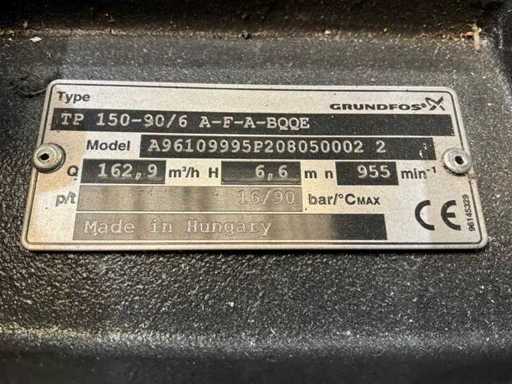 Type
GRUNDFOS
TP 150-90/6 A-F-A-BQQE
Model A96109995P208050002 2
Q 162,9 m³/h H 6,6 m n 955 min⁻¹
p/t 16/90 bar/°CMAX
Made in Hungary
CE
96145329